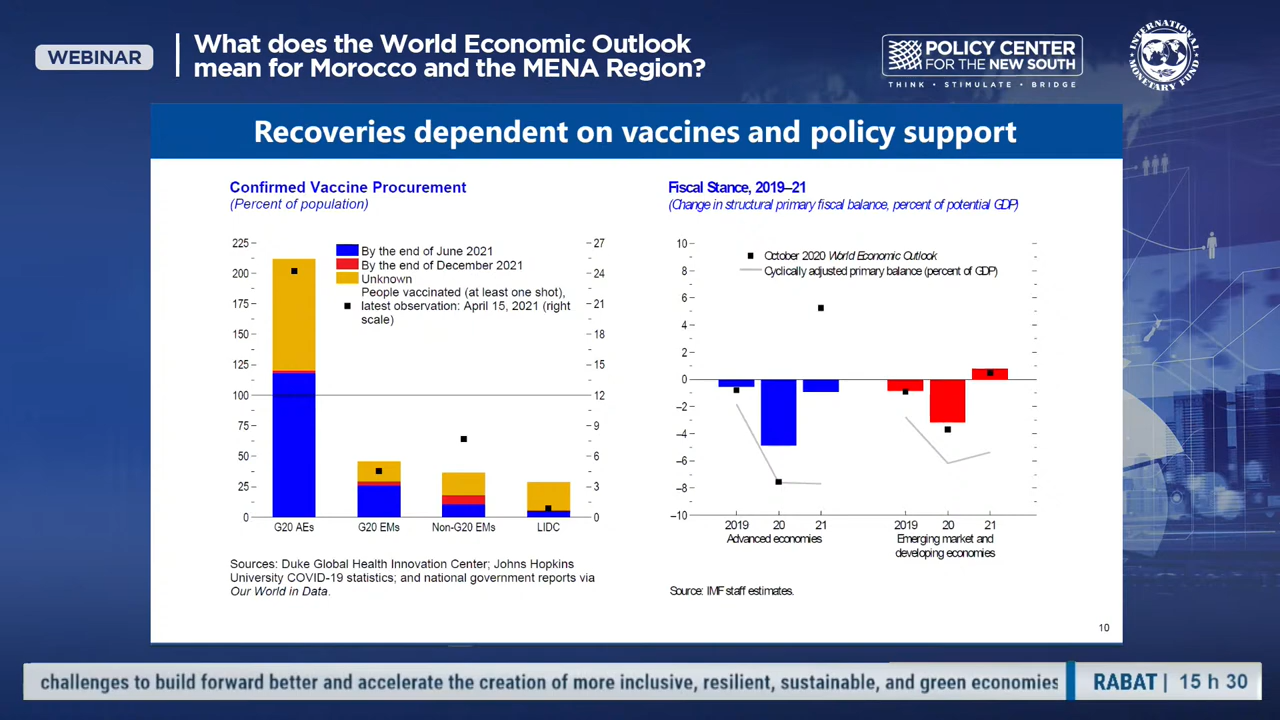 WEBINAR
What does the World Economic Outlook
mean for Morocco and the MENA Region?
POLICY CENTER
FOR THE NEW SOUTH
THINK • STIMULATE • BRIDGE
INTERNATIONAL MONETARY FUND
Recoveries dependent on vaccines and policy support
Confirmed Vaccine Procurement
(Percent of population)
225
200
175
150
125
100
75
50
25
0
By the end of June 2021
By the end of December 2021
Unknown
People vaccinated (at least one shot),
latest observation: April 15, 2021 (right
scale)
27
24
21
18
15
12
9
6
3
0
G20 AEs
G20 EMs
Non-G20 EMs
LIDC
Sources: Duke Global Health Innovation Center; Johns Hopkins
University COVID-19 statistics; and national government reports via
Our World in Data.
Fiscal Stance, 2019–21
(Change in structural primary fiscal balance, percent of potential GDP)
10
8
6
4
2
0
–2
–4
–6
–8
–10
October 2020 World Economic Outlook
Cyclically adjusted primary balance (percent of GDP)
2019 20 21
Advanced economies
2019 20 21
Emerging market and
developing economies
Source: IMF staff estimates.
10
challenges to build forward better and accelerate the creation of more inclusive, resilient, sustainable, and green economies
RABAT | 15 h 30